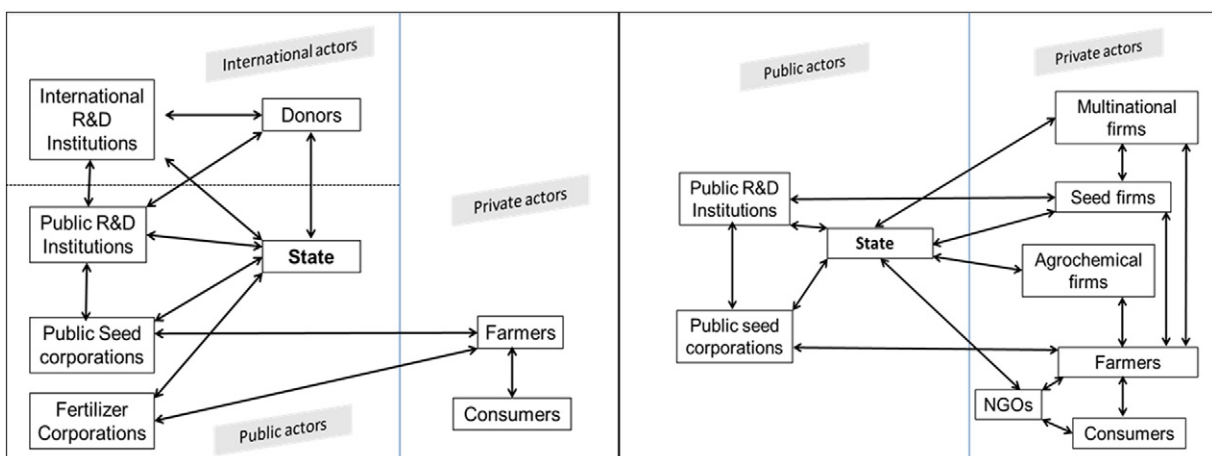 International actors
International
R&D
Institutions
Donors
Public R&D
Institutions
State
Private actors
Public Seed
corporations
Farmers
Fertilizer
Corporations
Consumers
Public actors
Public actors
Private actors
Multinational
firms
Public R&D
Institutions
Seed firms
State
Agrochemical
firms
Public seed
corporations
Farmers
NGOs
Consumers